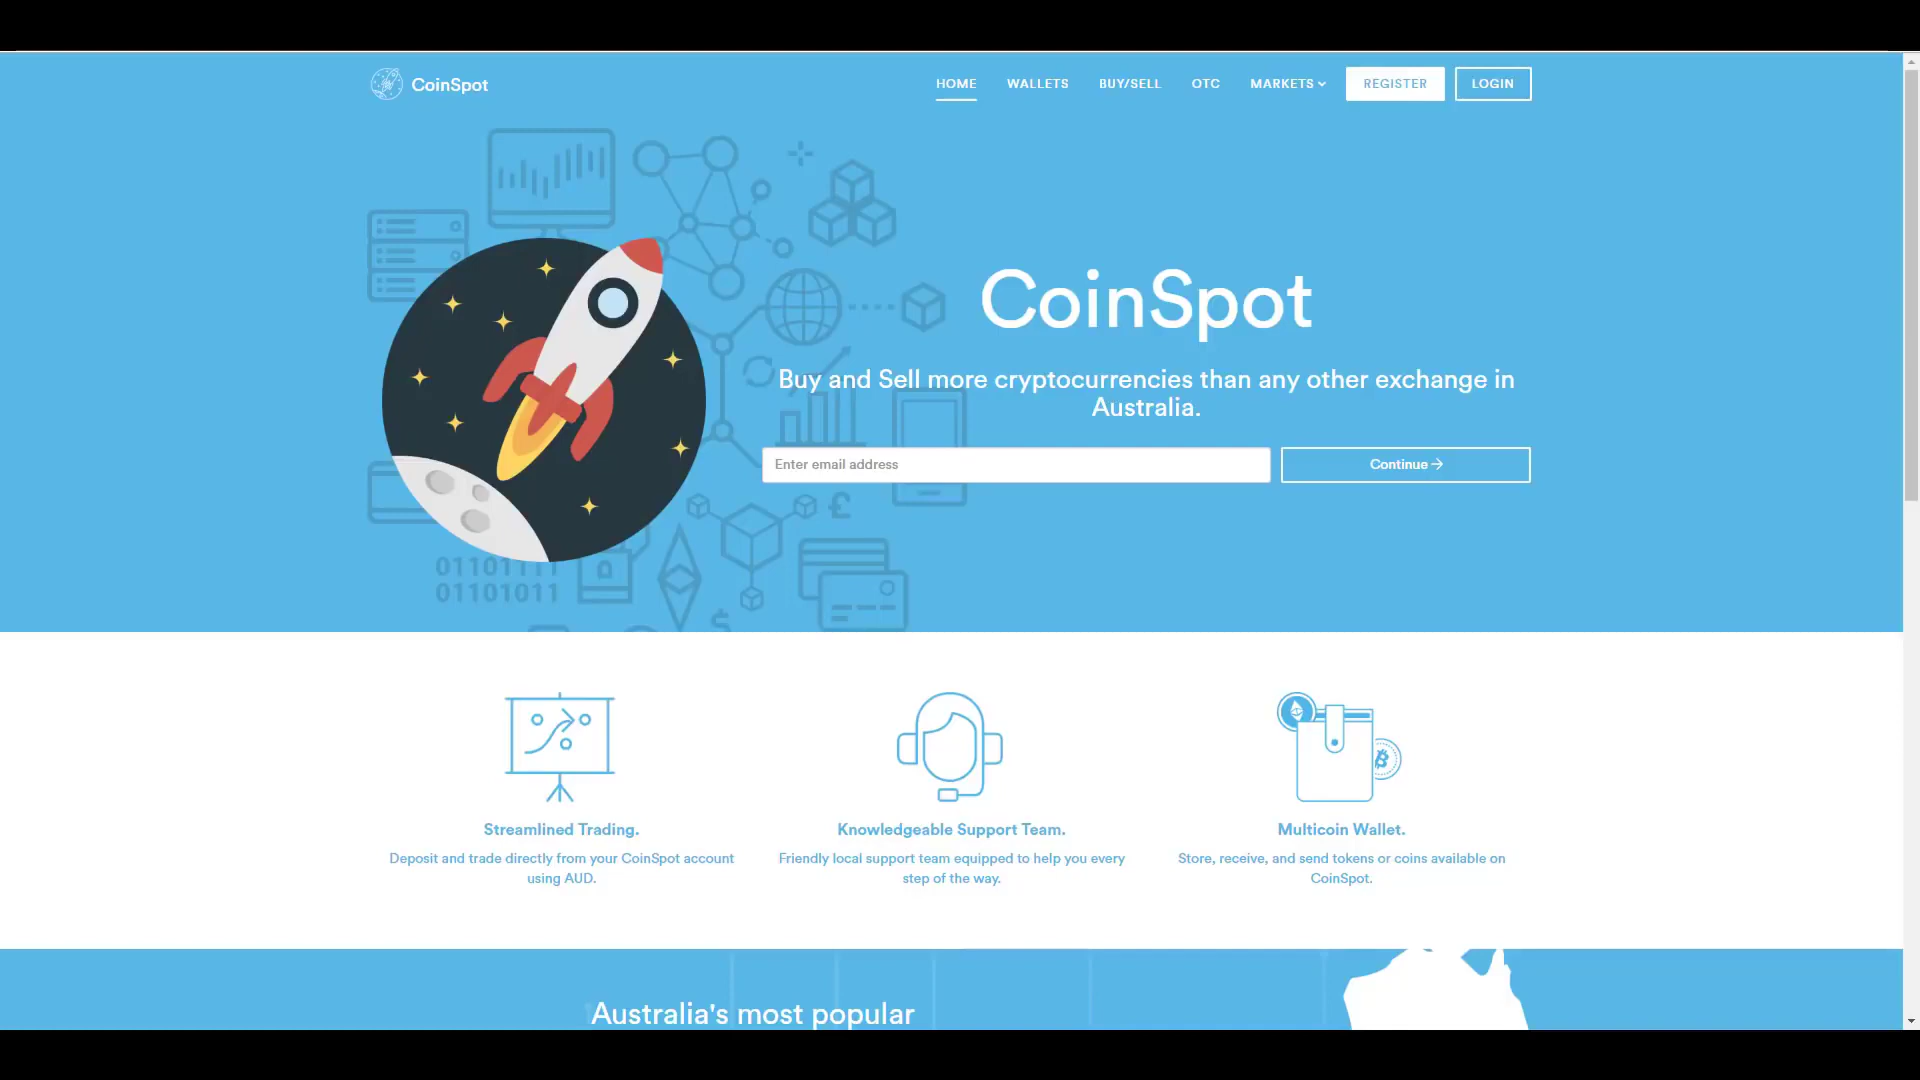 CoinSpot
HOME
WALLETS
BUY/SELL
OTC
MARKETS
REGISTER
LOGIN
CoinSpot
Buy and Sell more cryptocurrencies than any other exchange in
Australia.
Enter email address
Continue
£
01101111
01101011
$
Streamlined Trading.
Deposit and trade directly from your CoinSpot account
using AUD.
Knowledgeable Support Team.
Friendly local support team equipped to help you every
step of the way.
Multicoin Wallet.
Store, receive, and send tokens or coins available on
CoinSpot.
Australia's most popular